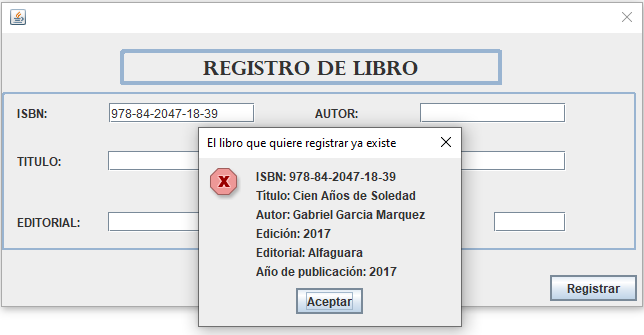 REGISTRO DE LIBRO
ISBN: 978-84-2047-18-39 AUTOR:
El libro que quiere registrar ya existe
TITULO:
ISBN: 978-84-2047-18-39
Titulo: Cien Años de Soledad
Autor: Gabriel Garcia Marquez
EDITORIAL:
Edición: 2017
Editorial: Alfaguara
Año de publicación: 2017
Aceptar
Registrar